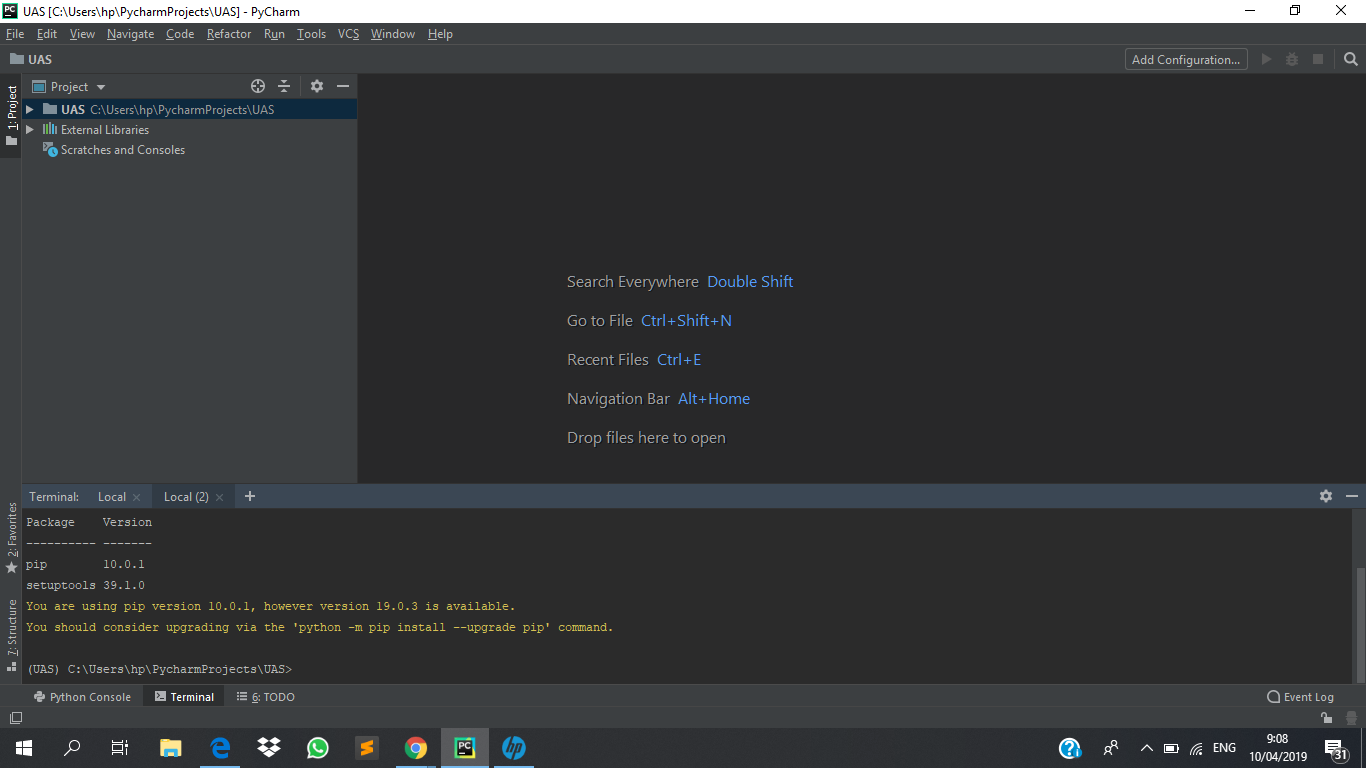 UAS [C:\Users\hp\PycharmProjects\UAS] - PyCharm
File Edit View Navigate Code Refactor Run Tools VCS Window Help
UAS
Add Configuration...
1: Project
Project
UAS C:\Users\hp\PycharmProjects\UAS
External Libraries
Scratches and Consoles
Search Everywhere Double Shift
Go to File Ctrl+Shift+N
Recent Files Ctrl+E
Navigation Bar Alt+Home
Drop files here to open
2: Favorites
7: Structure
Terminal: Local Local (2)
Package Version
---------- -------
pip 10.0.1
setuptools 39.1.0
You are using pip version 10.0.1, however version 19.0.3 is available.
You should consider upgrading via the 'python -m pip install --upgrade pip' command.
(UAS) C:\Users\hp\PycharmProjects\UAS>
Python Console Terminal 6: TODO Event Log
PC
hp
ENG
9:08
10/04/2019
31